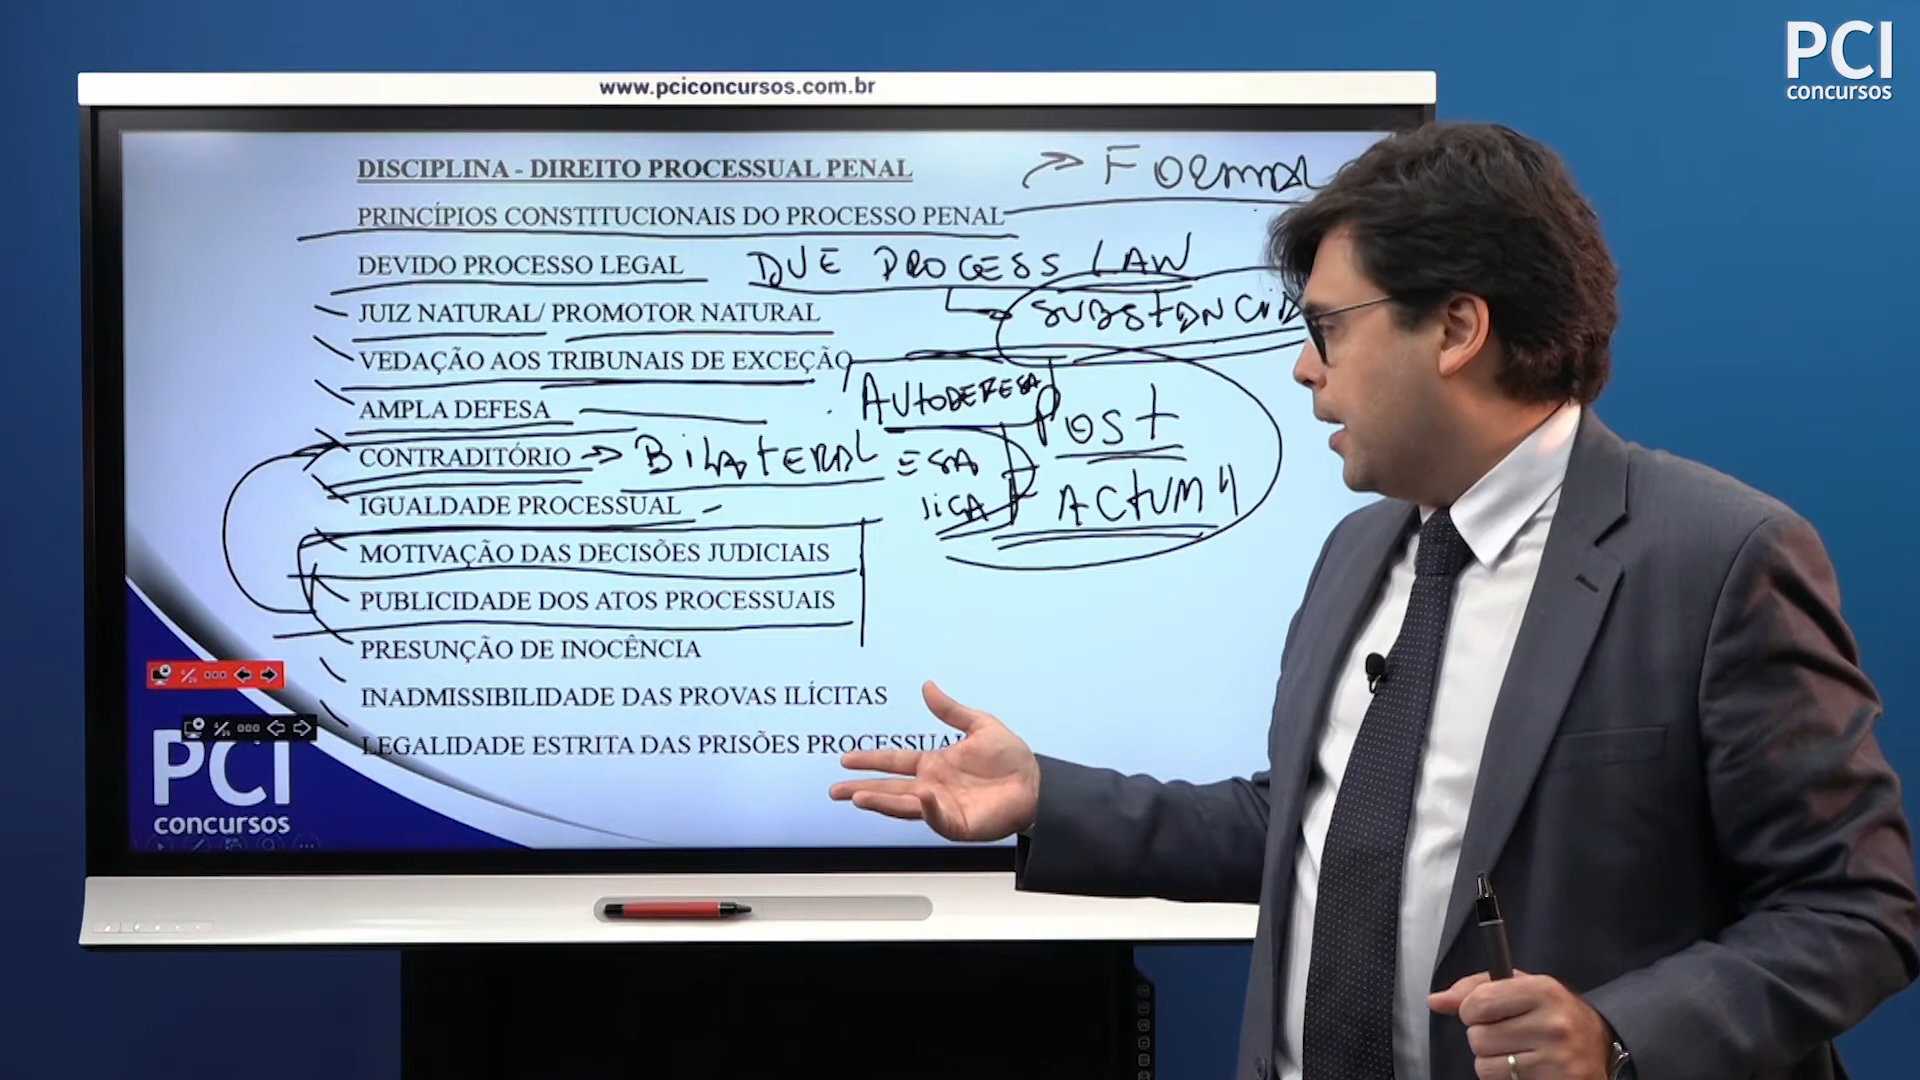 PCI
concursos
www.pciconcursos.com.br
DISCIPLINA - DIREITO PROCESSUAL PENAL
FORMAL
PRINCÍPIOS CONSTITUCIONAIS DO PROCESSO PENAL
DEVIDO PROCESSO LEGAL DUE PROCESS LAW
JUIZ NATURAL/ PROMOTOR NATURAL
VEDAÇÃO AOS TRIBUNAIS DE EXCEÇÃO
AUTODEFESA
AMPLA DEFESA POST
CONTRADITÓRIO BILATERAL
IGUALDADE PROCESSUAL ACTUM
MOTIVAÇÃO DAS DECISÕES JUDICIAIS
PUBLICIDADE DOS ATOS PROCESSUAIS
PRESUNÇÃO DE INOCÊNCIA
INADMISSIBILIDADE DAS PROVAS ILÍCITAS
LEGALIDADE ESTRITA DAS PRISÕES
PCI
concursos